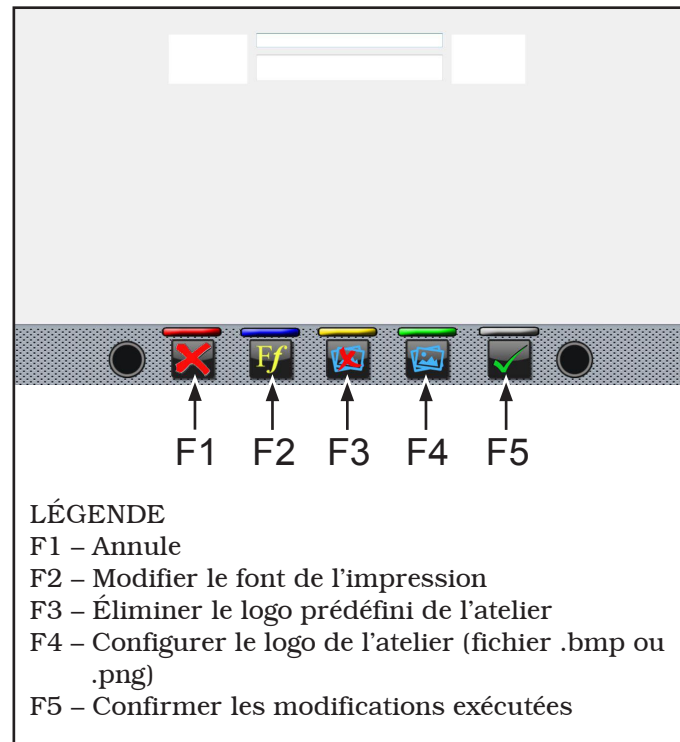 Ff
F1 F2 F3 F4 F5
LÉGENDE
F1 – Annule
F2 – Modifier le font de l’impression
F3 – Éliminer le logo prédéfini de l’atelier
F4 – Configurer le logo de l’atelier (fichier .bmp ou
.png)
F5 – Confirmer les modifications exécutées